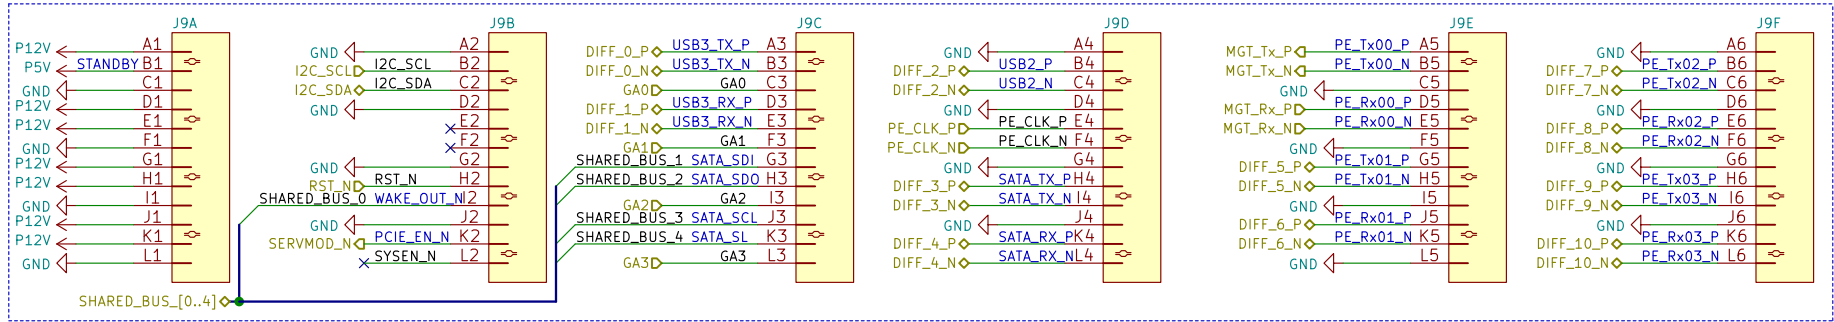 J9A
P12V A1
P5V STANDBY B1
GND C1
P12V D1
P12V E1
GND F1
P12V G1
P12V H1
GND I1
P12V J1
P12V K1
GND L1
J9B
GND A2
I2C_SCL I2C_SCL B2
I2C_SDA I2C_SDA C2
GND D2
E2
F2
GND G2
RST_N RST_N H2
SHARED_BUS_0 WAKE_OUT_N I2
GND J2
SERVMOD_N PCIE_EN_N K2
SYSEN_N L2
J9C
DIFF_0_P USB3_TX_P A3
DIFF_0_N USB3_TX_N B3
GA0 GA0 C3
DIFF_1_P USB3_RX_P D3
DIFF_1_N USB3_RX_N E3
GA1 GA1 F3
SHARED_BUS_1 SATA_SDI G3
SHARED_BUS_2 SATA_SDO H3
GA2 GA2 I3
SHARED_BUS_3 SATA_SCL J3
SHARED_BUS_4 SATA_SL K3
GA3 GA3 L3
J9D
GND A4
DIFF_2_P USB2_P B4
DIFF_2_N USB2_N C4
GND D4
PE_CLK_P PE_CLK_P E4
PE_CLK_N PE_CLK_N F4
GND G4
DIFF_3_P SATA_TX_P H4
DIFF_3_N SATA_TX_N I4
GND J4
DIFF_4_P SATA_RX_P K4
DIFF_4_N SATA_RX_N L4
J9E
MGT_Tx_P PE_Tx00_P A5
MGT_Tx_N PE_Tx00_N B5
GND C5
MGT_Rx_P PE_Rx00_P D5
MGT_Rx_N PE_Rx00_N E5
GND F5
DIFF_5_P PE_Tx01_P G5
DIFF_5_N PE_Tx01_N H5
GND I5
DIFF_6_P PE_Rx01_P J5
DIFF_6_N PE_Rx01_N K5
GND L5
J9F
GND A6
DIFF_7_P PE_Tx02_P B6
DIFF_7_N PE_Tx02_N C6
GND D6
DIFF_8_P PE_Rx02_P E6
DIFF_8_N PE_Rx02_N F6
GND G6
DIFF_9_P PE_Tx03_P H6
DIFF_9_N PE_Tx03_N I6
GND J6
DIFF_10_P PE_Rx03_P K6
DIFF_10_N PE_Rx03_N L6
SHARED_BUS_[0..4]